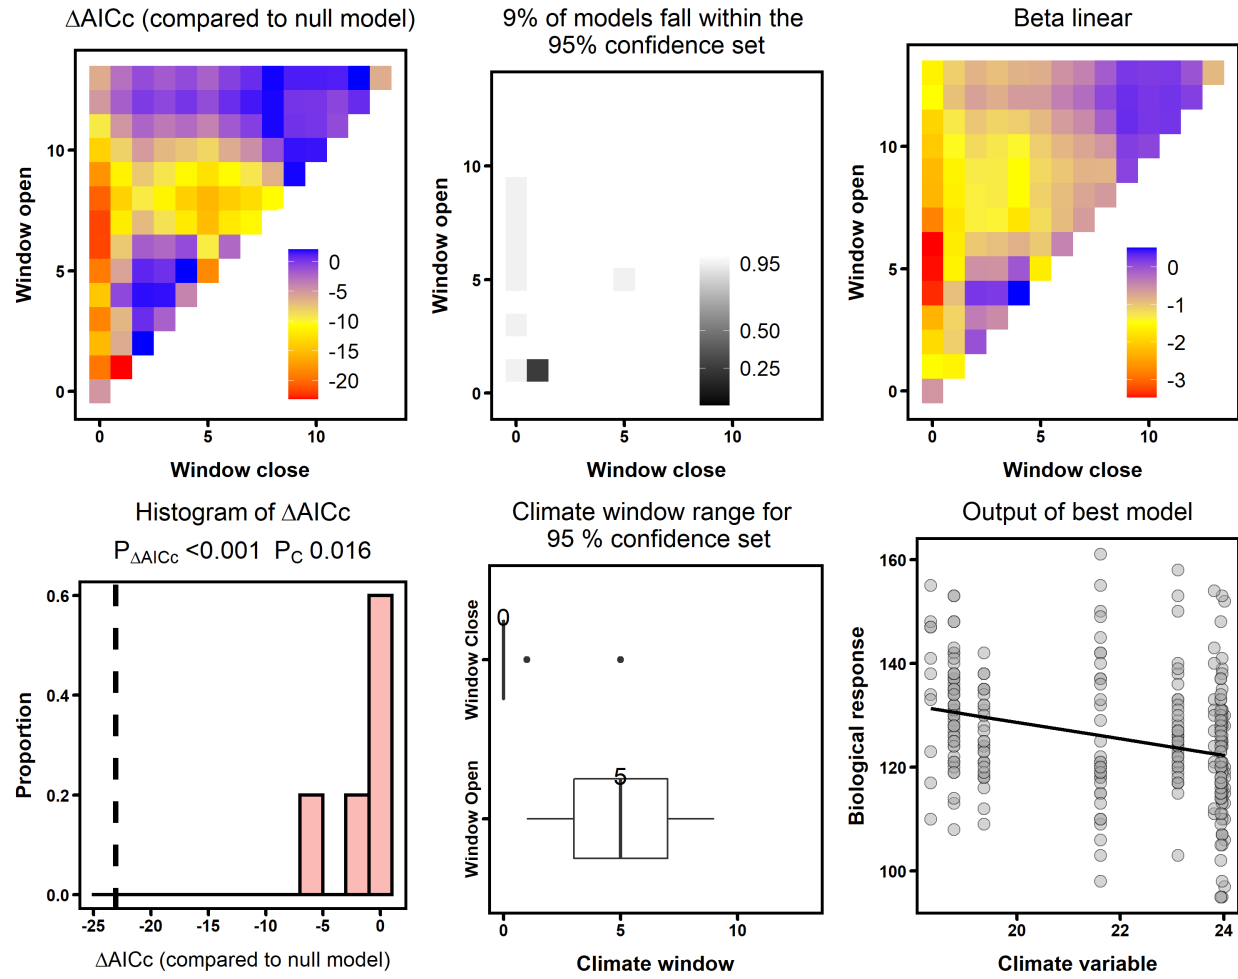 ΔAICc (compared to null model)
Window open
10
5
0
0
-5
-10
-15
-20
0
5
10
Window close
9% of models fall within the
95% confidence set
Window open
10
5
0
0.95
0.50
0.25
0
5
10
Window close
Beta linear
Window open
10
5
0
0
-1
-2
-3
0
5
10
Window close
Histogram of ΔAICc
PΔAICc <0.001 PC 0.016
Proportion
0.6
0.4
0.2
0.0
-25
-20
-15
-10
-5
0
ΔAICc (compared to null model)
Climate window range for
95 % confidence set
Window Close
Window Open
0
5
0
5
10
Climate window
Output of best model
Biological response
160
140
120
100
20
22
24
Climate variable